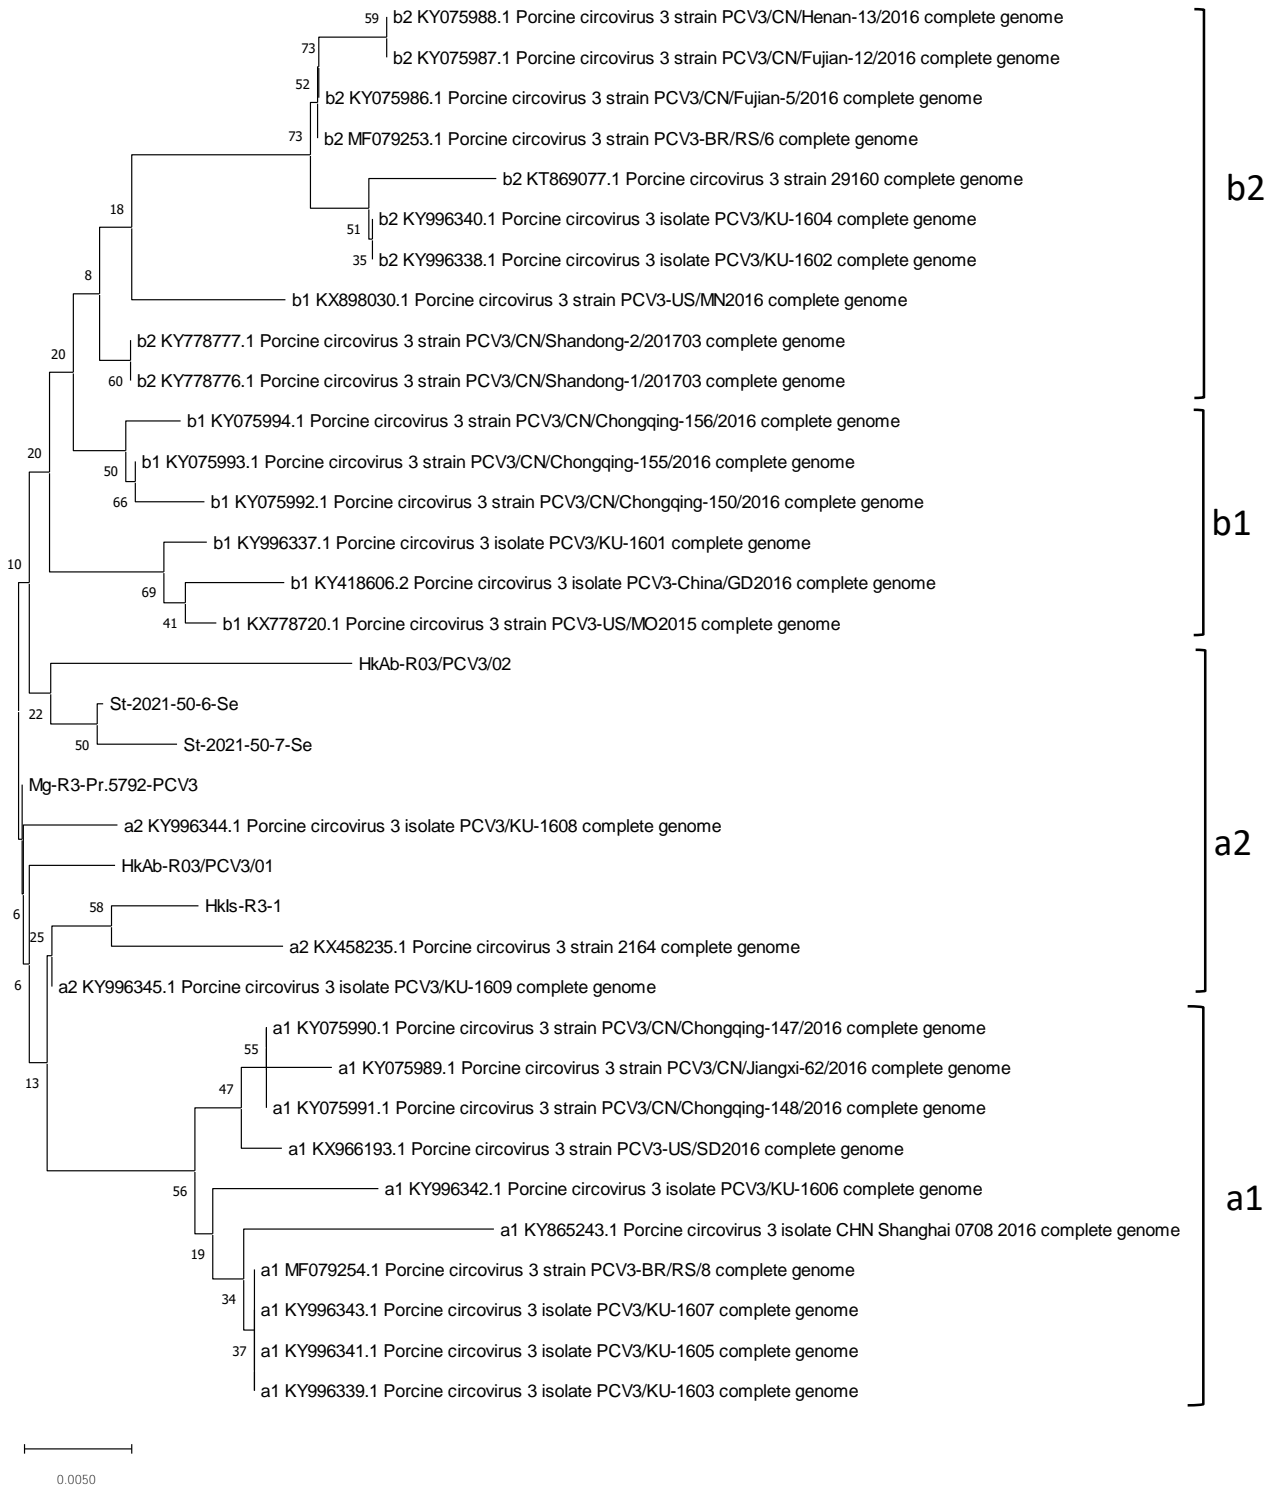 59
b2 KY075988.1 Porcine circovirus 3 strain PCV3/CN/Henan-13/2016 complete genome
73
b2 KY075987.1 Porcine circovirus 3 strain PCV3/CN/Fujian-12/2016 complete genome
52
b2 KY075986.1 Porcine circovirus 3 strain PCV3/CN/Fujian-5/2016 complete genome
73
b2 MF079253.1 Porcine circovirus 3 strain PCV3-BR/RS/6 complete genome
b2 KT869077.1 Porcine circovirus 3 strain 29160 complete genome
b2
18
b2 KY996340.1 Porcine circovirus 3 isolate PCV3/KU-1604 complete genome
51
35
b2 KY996338.1 Porcine circovirus 3 isolate PCV3/KU-1602 complete genome
8
b1 KX898030.1 Porcine circovirus 3 strain PCV3-US/MN2016 complete genome
b2 KY778777.1 Porcine circovirus 3 strain PCV3/CN/Shandong-2/201703 complete genome
20
60
b2 KY778776.1 Porcine circovirus 3 strain PCV3/CN/Shandong-1/201703 complete genome
b1 KY075994.1 Porcine circovirus 3 strain PCV3/CN/Chongqing-156/2016 complete genome
20
b1 KY075993.1 Porcine circovirus 3 strain PCV3/CN/Chongqing-155/2016 complete genome
50
66
b1 KY075992.1 Porcine circovirus 3 strain PCV3/CN/Chongqing-150/2016 complete genome
b1
b1 KY996337.1 Porcine circovirus 3 isolate PCV3/KU-1601 complete genome
10
b1 KY418606.2 Porcine circovirus 3 isolate PCV3-China/GD2016 complete genome
69
41
b1 KX778720.1 Porcine circovirus 3 strain PCV3-US/MO2015 complete genome
HkAb-R03/PCV3/02
St-2021-50-6-Se
22
50
St-2021-50-7-Se
Mg-R3-Pr.5792-PCV3
a2 KY996344.1 Porcine circovirus 3 isolate PCV3/KU-1608 complete genome
a2
HkAb-R03/PCV3/01
58
HkIs-R3-1
6
25
a2 KX458235.1 Porcine circovirus 3 strain 2164 complete genome
6
a2 KY996345.1 Porcine circovirus 3 isolate PCV3/KU-1609 complete genome
a1 KY075990.1 Porcine circovirus 3 strain PCV3/CN/Chongqing-147/2016 complete genome
55
a1 KY075989.1 Porcine circovirus 3 strain PCV3/CN/Jiangxi-62/2016 complete genome
13
47
a1 KY075991.1 Porcine circovirus 3 strain PCV3/CN/Chongqing-148/2016 complete genome
a1 KX966193.1 Porcine circovirus 3 strain PCV3-US/SD2016 complete genome
56
a1 KY996342.1 Porcine circovirus 3 isolate PCV3/KU-1606 complete genome
a1
a1 KY865243.1 Porcine circovirus 3 isolate CHN Shanghai 0708 2016 complete genome
19
a1 MF079254.1 Porcine circovirus 3 strain PCV3-BR/RS/8 complete genome
34
a1 KY996343.1 Porcine circovirus 3 isolate PCV3/KU-1607 complete genome
37
a1 KY996341.1 Porcine circovirus 3 isolate PCV3/KU-1605 complete genome
a1 KY996339.1 Porcine circovirus 3 isolate PCV3/KU-1603 complete genome
0.0050